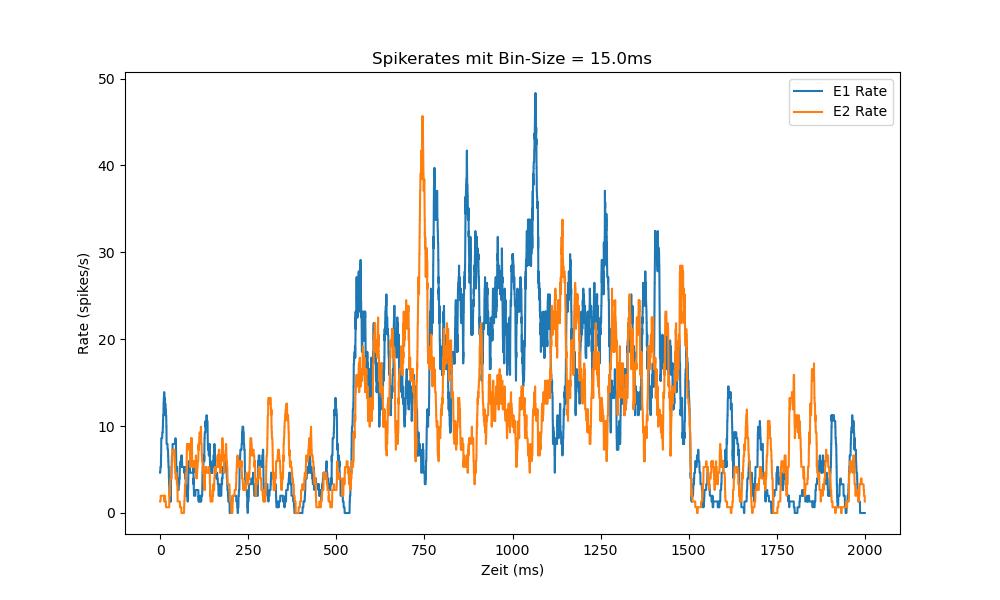 Spikerates mit Bin-Size = 15.0ms
E1 Rate
E2 Rate
Rate (spikes/s)
50
40
30
20
10
0
0 250 500 750 1000 1250 1500 1750 2000
Zeit (ms)